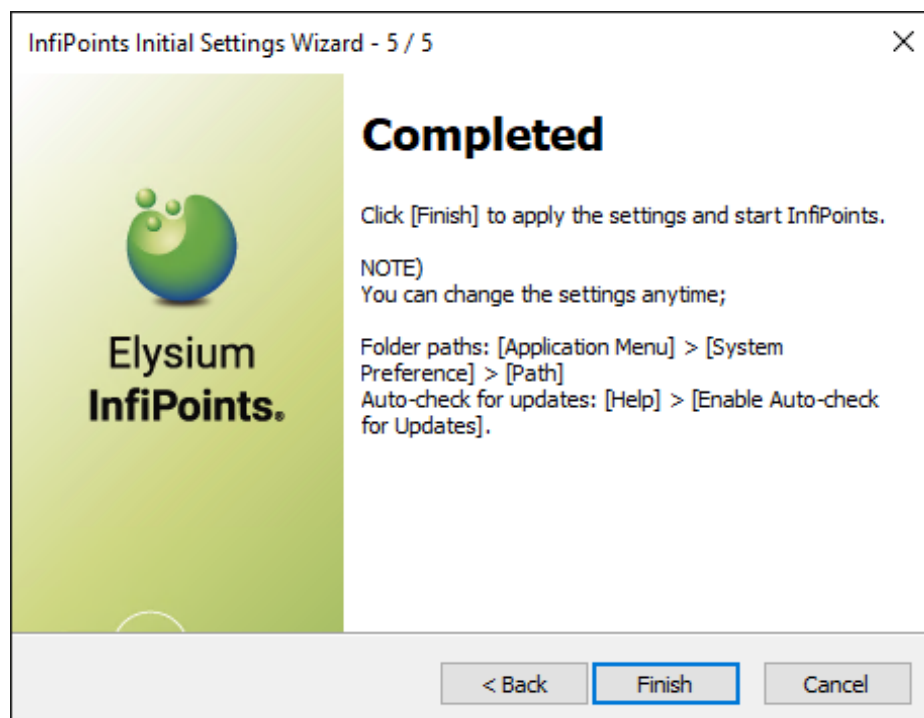 InfiPoints Initial Settings Wizard - 5 / 5
Completed
Click [Finish] to apply the settings and start InfiPoints.
NOTE)
You can change the settings anytime;
Folder paths: [Application Menu] > [System
Preference] > [Path]
Auto-check for updates: [Help] > [Enable Auto-check
for Updates].
Elysium
InfiPoints®
< Back
Finish
Cancel